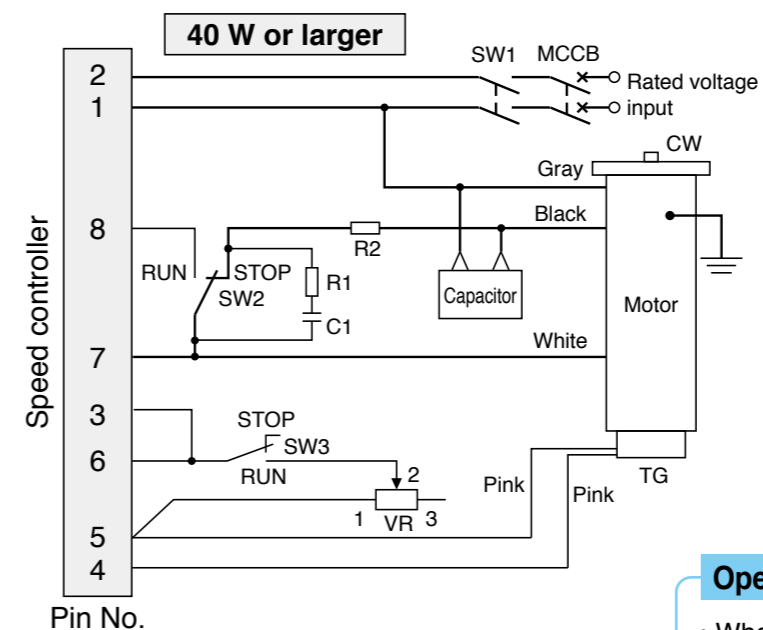 40 W or larger
SW1 MCCB
2
Rated voltage
1
input
CW
Gray
Black
8
R2
RUN
STOP
SW2
R1
Capacitor
Motor
C1
White
7
Speed controller
3
STOP
SW3
6
RUN
2
TG
Pink
Pink
1 VR 3
5
4
Pin No.
Ope